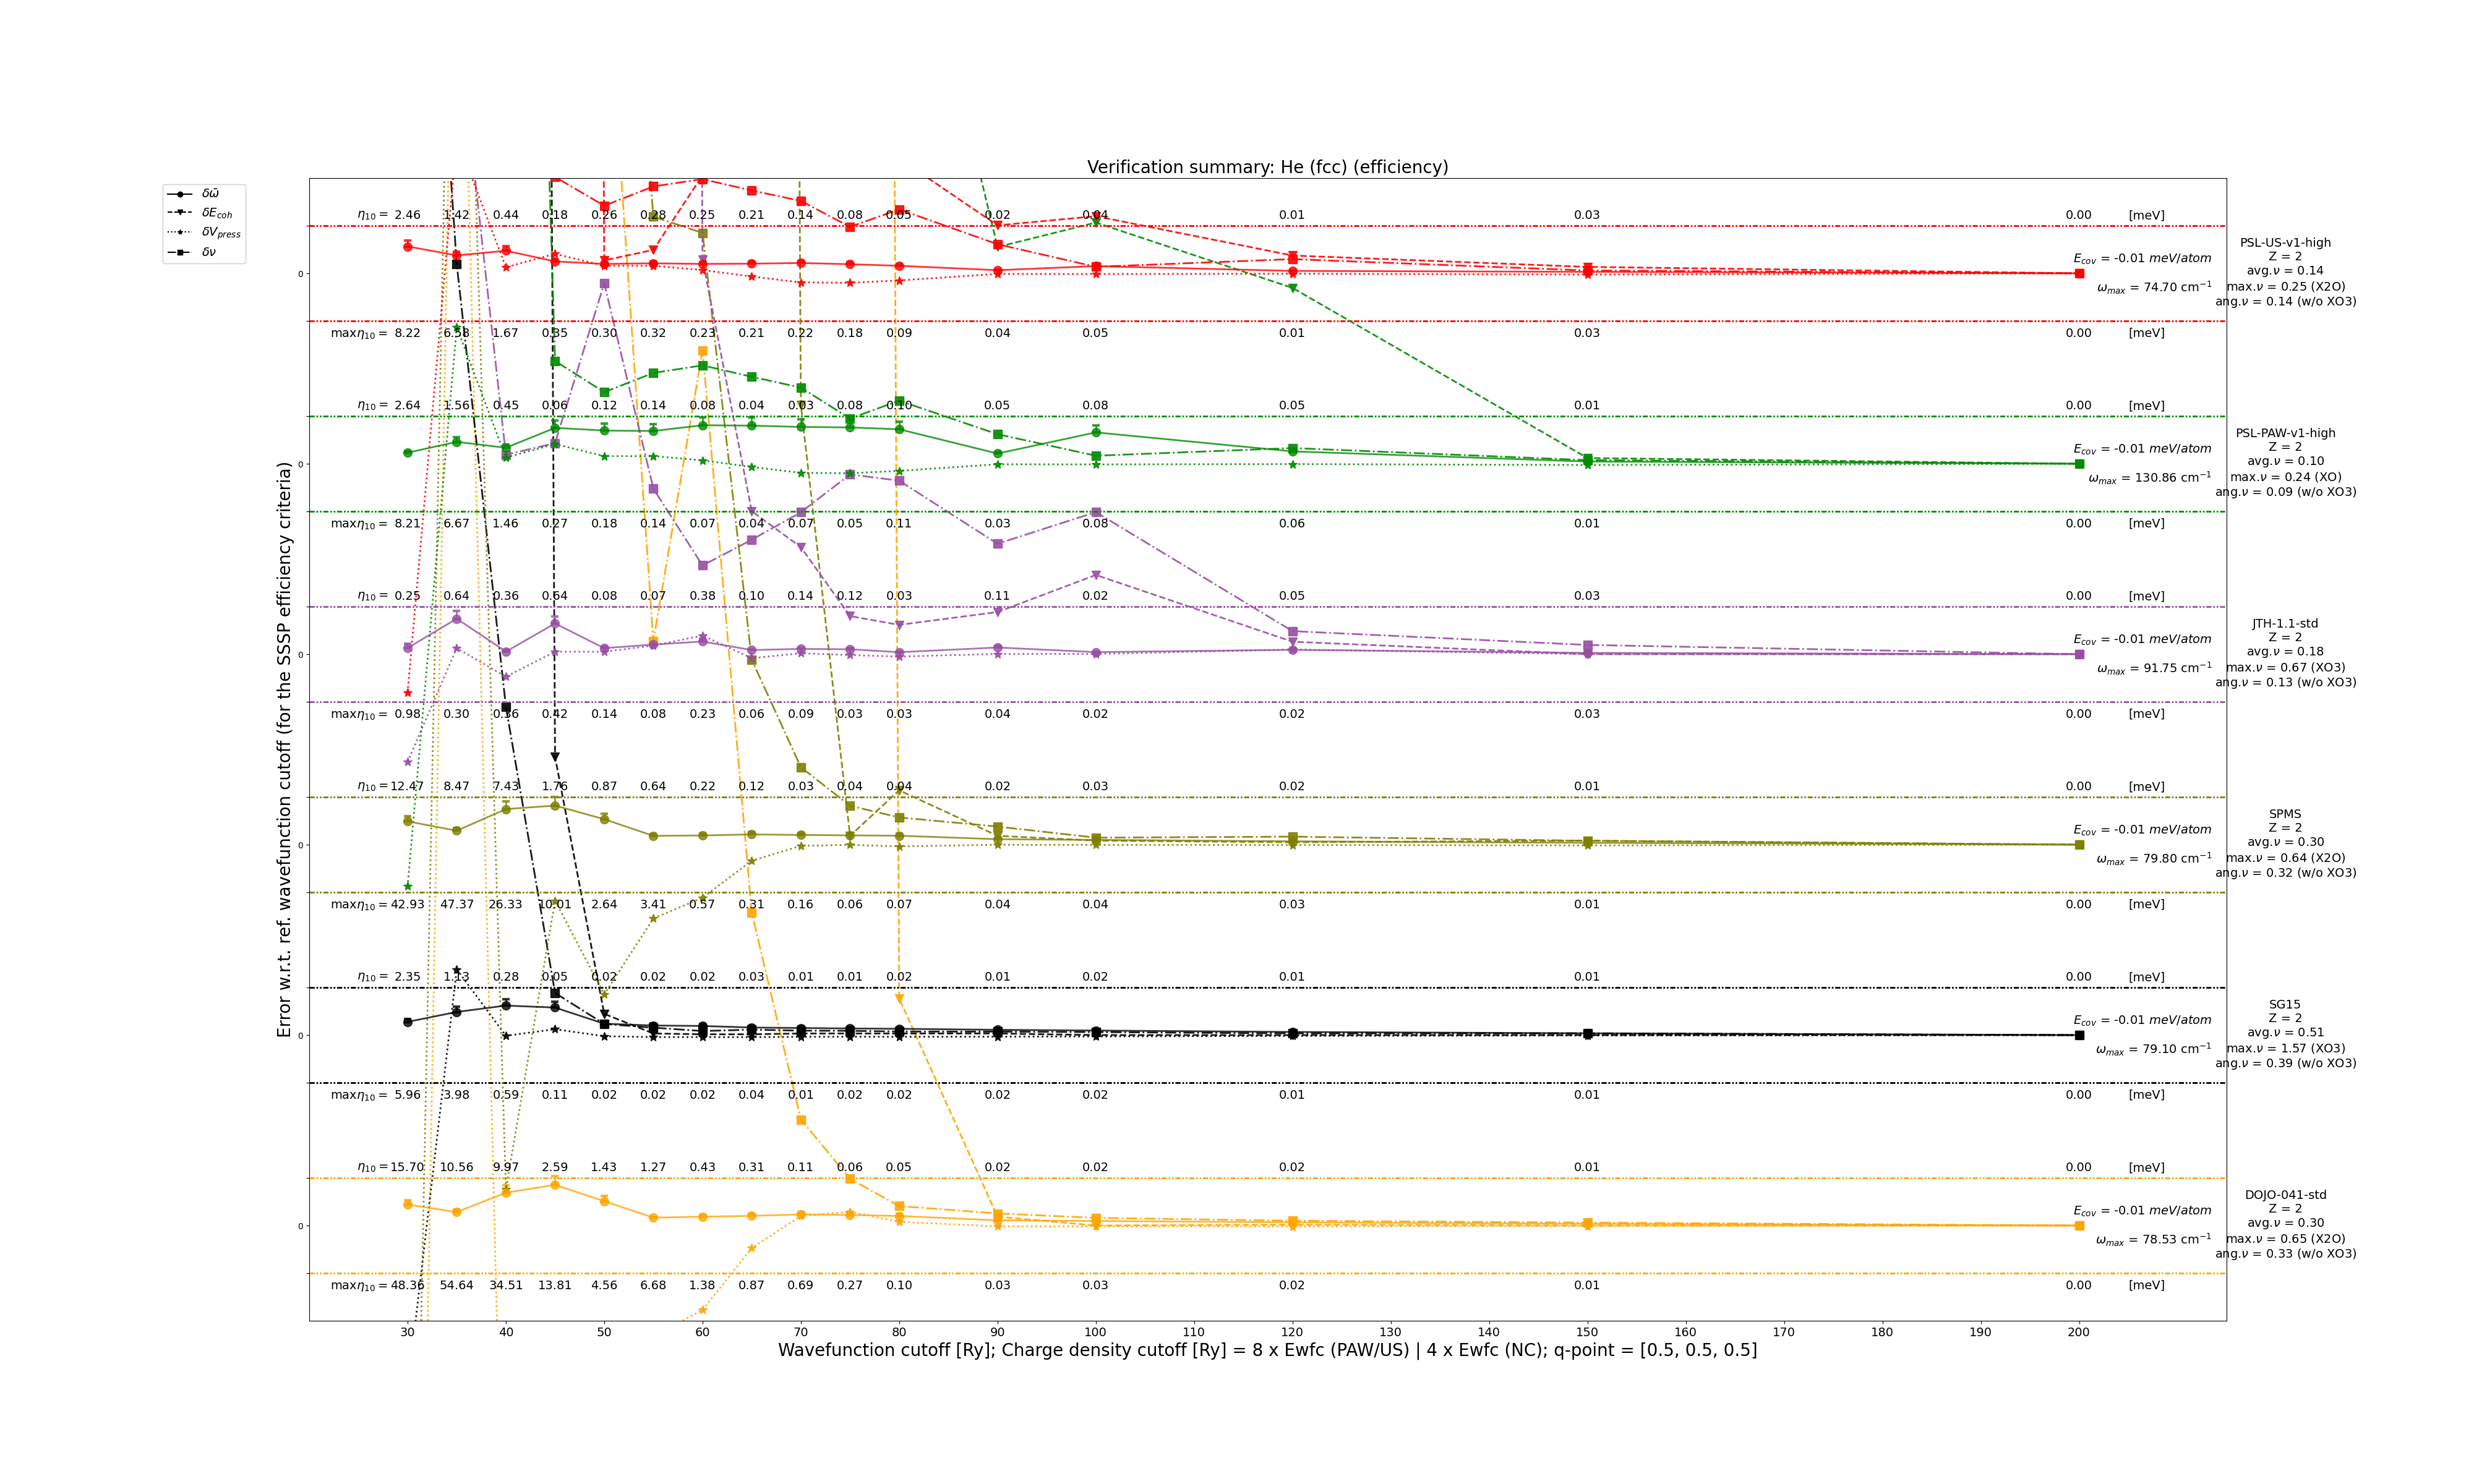 Verification summary: He (fcc) (efficiency)
δω̄
δE_coh
δV_press
δν
Error w.r.t. ref. wavefunction cutoff (for the SSSP efficiency criteria)
η₁₀ = 2.46 1.42 0.44 0.18 0.26 0.28 0.25 0.21 0.14 0.08 0.05 0.02 0.04 0.01 0.03 0.00 [meV]
0
E_cov = -0.01 meV/atom
ω_max = 74.70 cm⁻¹
PSL-US-v1-high
Z = 2
avg.ν = 0.14
max.ν = 0.25 (X2O)
ang.ν = 0.14 (w/o XO3)
maxη₁₀ = 8.22 6.58 1.67 0.35 0.30 0.32 0.23 0.21 0.22 0.18 0.09 0.04 0.05 0.01 0.03 0.00 [meV]
η₁₀ = 2.64 1.56 0.45 0.06 0.12 0.14 0.08 0.04 0.03 0.08 0.10 0.05 0.08 0.05 0.01 0.00 [meV]
0
E_cov = -0.01 meV/atom
ω_max = 130.86 cm⁻¹
PSL-PAW-v1-high
Z = 2
avg.ν = 0.10
max.ν = 0.24 (XO)
ang.ν = 0.09 (w/o XO3)
maxη₁₀ = 8.21 6.67 1.46 0.27 0.18 0.14 0.07 0.04 0.07 0.05 0.11 0.03 0.08 0.06 0.01 0.00 [meV]
η₁₀ = 0.25 0.64 0.36 0.64 0.08 0.07 0.38 0.10 0.14 0.12 0.03 0.11 0.02 0.05 0.03 0.00 [meV]
0
E_cov = -0.01 meV/atom
ω_max = 91.75 cm⁻¹
JTH-1.1-std
Z = 2
avg.ν = 0.18
max.ν = 0.67 (XO3)
ang.ν = 0.13 (w/o XO3)
maxη₁₀ = 0.98 0.30 0.36 0.42 0.14 0.08 0.23 0.06 0.09 0.03 0.03 0.04 0.02 0.02 0.03 0.00 [meV]
η₁₀ = 12.47 8.47 7.43 1.76 0.87 0.64 0.22 0.12 0.03 0.04 0.04 0.02 0.03 0.02 0.01 0.00 [meV]
0
E_cov = -0.01 meV/atom
ω_max = 79.80 cm⁻¹
SPMS
Z = 2
avg.ν = 0.30
max.ν = 0.64 (X2O)
ang.ν = 0.32 (w/o XO3)
maxη₁₀ = 42.93 47.37 26.33 10.01 2.64 3.41 0.57 0.31 0.16 0.06 0.07 0.04 0.04 0.03 0.01 0.00 [meV]
η₁₀ = 2.35 1.13 0.28 0.05 0.02 0.02 0.02 0.03 0.01 0.01 0.02 0.01 0.02 0.01 0.01 0.00 [meV]
0
E_cov = -0.01 meV/atom
ω_max = 79.10 cm⁻¹
SG15
Z = 2
avg.ν = 0.51
max.ν = 1.57 (XO3)
ang.ν = 0.39 (w/o XO3)
maxη₁₀ = 5.96 3.98 0.59 0.11 0.02 0.02 0.02 0.04 0.01 0.02 0.02 0.02 0.02 0.01 0.01 0.00 [meV]
η₁₀ = 15.70 10.56 9.97 2.59 1.43 1.27 0.43 0.31 0.11 0.06 0.05 0.02 0.02 0.02 0.01 0.00 [meV]
0
E_cov = -0.01 meV/atom
ω_max = 78.53 cm⁻¹
DOJO-041-std
Z = 2
avg.ν = 0.30
max.ν = 0.65 (X2O)
ang.ν = 0.33 (w/o XO3)
maxη₁₀ = 48.36 54.64 34.51 13.81 4.56 6.68 1.38 0.87 0.69 0.27 0.10 0.03 0.03 0.02 0.01 0.00 [meV]
30 40 50 60 70 80 90 100 110 120 130 140 150 160 170 180 190 200
Wavefunction cutoff [Ry]; Charge density cutoff [Ry] = 8 x Ewfc (PAW/US) | 4 x Ewfc (NC); q-point = [0.5, 0.5, 0.5]